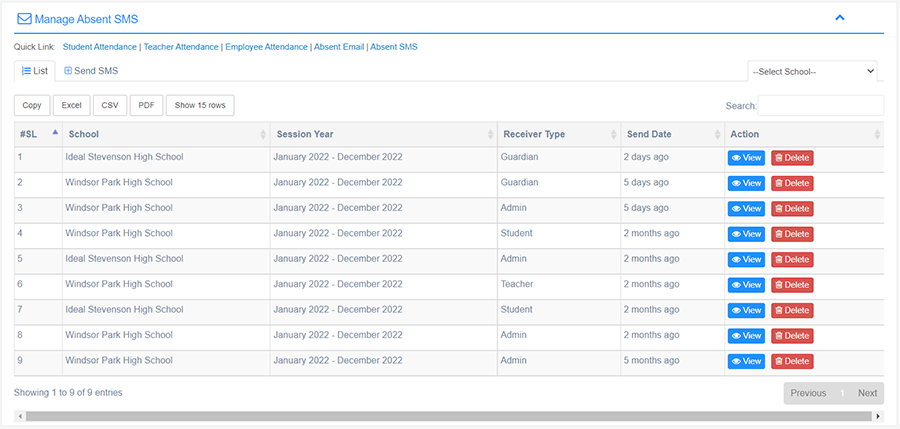 Manage Absent SMS
Quick Link: Student Attendance | Teacher Attendance | Employee Attendance | Absent Email | Absent SMS
List Send SMS --Select School--
Copy Excel CSV PDF Show 15 rows Search:
#SL School Session Year Receiver Type Send Date Action
1 Ideal Stevenson High School January 2022 - December 2022 Guardian 2 days ago View Delete
2 Windsor Park High School January 2022 - December 2022 Guardian 5 days ago View Delete
3 Windsor Park High School January 2022 - December 2022 Admin 5 days ago View Delete
4 Windsor Park High School January 2022 - December 2022 Student 2 months ago View Delete
5 Ideal Stevenson High School January 2022 - December 2022 Admin 2 months ago View Delete
6 Windsor Park High School January 2022 - December 2022 Teacher 2 months ago View Delete
7 Ideal Stevenson High School January 2022 - December 2022 Student 2 months ago View Delete
8 Windsor Park High School January 2022 - December 2022 Admin 2 months ago View Delete
9 Windsor Park High School January 2022 - December 2022 Admin 5 months ago View Delete
Showing 1 to 9 of 9 entries Previous 1 Next